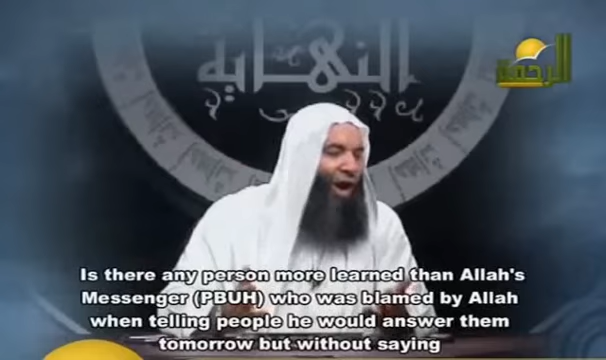 النهاية
الرحمة
Is there any person more learned than Allah's
Messenger (PBUH) who was blamed by Allah
when telling people he would answer them
tomorrow but without saying